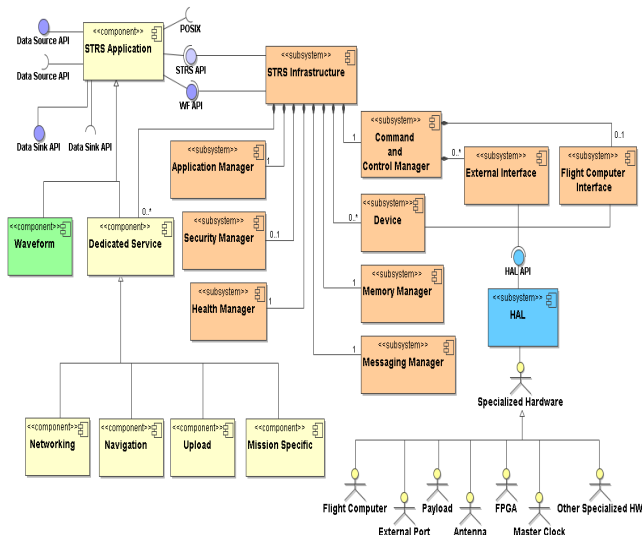 <<component>>
STRS Application
POSIX
Data Source API
Data Source API
STRS API
WF API
Data Sink API
Data Sink API
<<subsystem>>
STRS Infrastructure
<<subsystem>>
Application Manager
1
<<subsystem>>
Command
and
Control Manager
1
0..1
0..*
<<subsystem>>
External Interface
<<subsystem>>
Flight Computer
Interface
<<component>>
Waveform
<<component>>
Dedicated Service
0..*
<<subsystem>>
Security Manager
0..1
<<subsystem>>
Device
0..*
HAL API
<<subsystem>>
Health Manager
1
<<subsystem>>
Memory Manager
1
<<subsystem>>
HAL
<<subsystem>>
Messaging Manager
1
Specialized Hardware
<<component>>
Networking
<<component>>
Navigation
<<component>>
Upload
<<component>>
Mission Specific
Flight Computer
External Port
Payload
Antenna
FPGA
Master Clock
Other Specialized HW